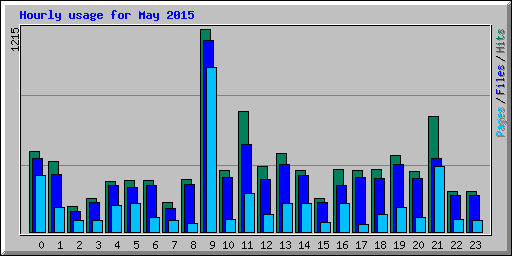 Hourly usage for May 2015
1215
Pages / Files / Hits
0 1 2 3 4 5 6 7 8 9 10 11 12 13 14 15 16 17 18 19 20 21 22 23